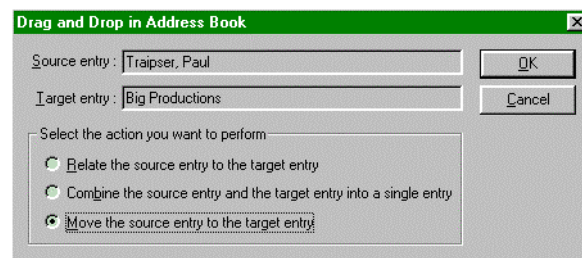 Drag and Drop in Address Book
Source entry : Traipser, Paul
OK
Target entry : Big Productions
Cancel
Select the action you want to perform
Relate the source entry to the target entry
Combine the source entry and the target entry into a single entry
Move the source entry to the target entry